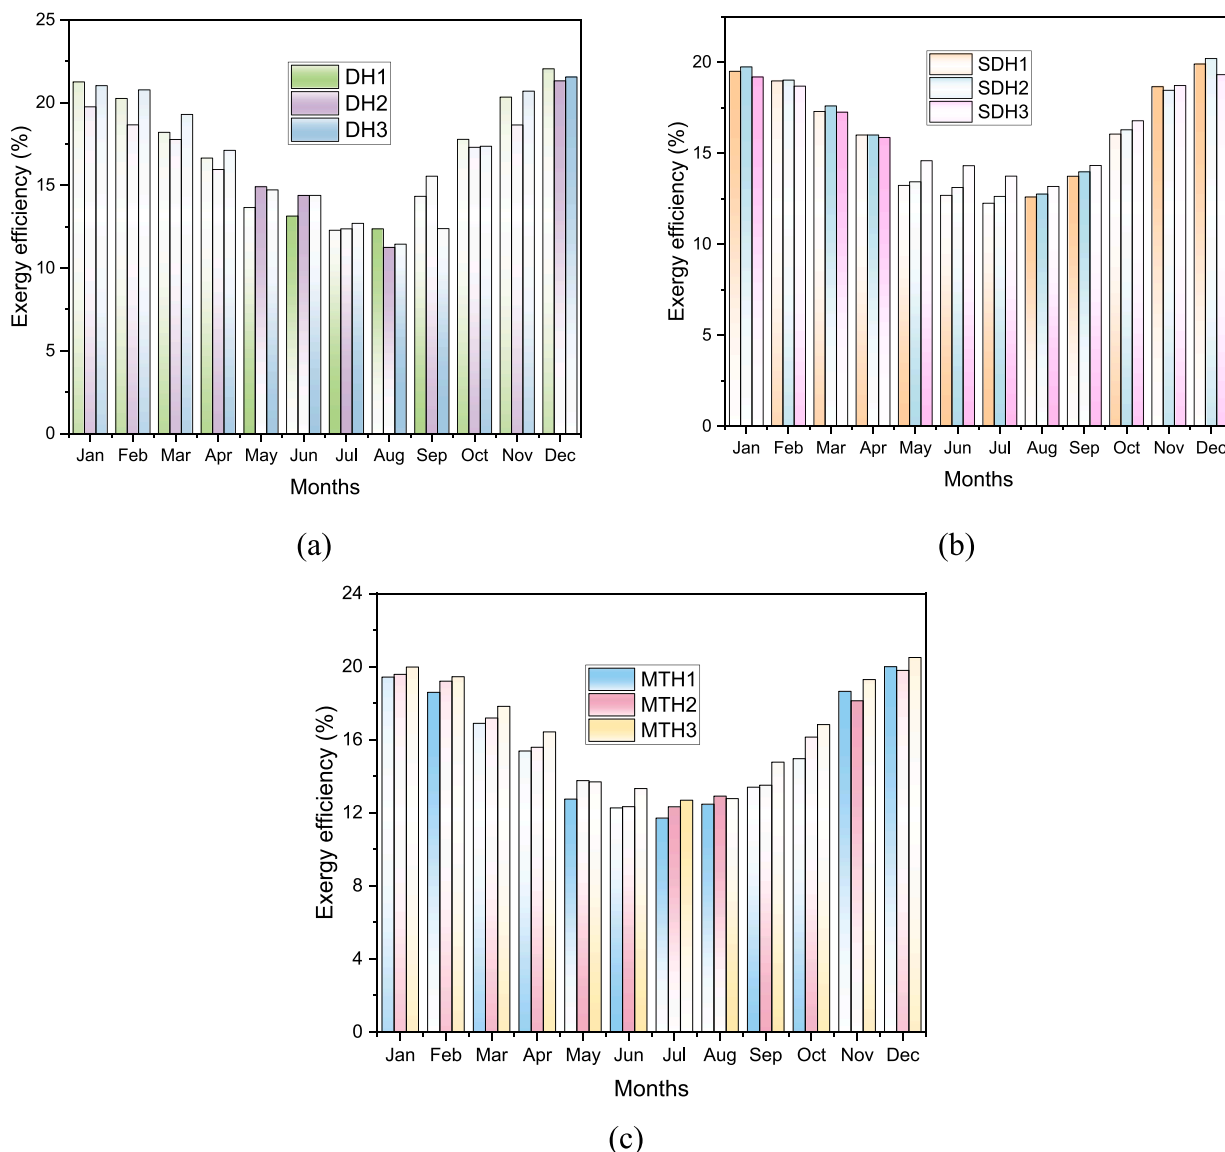 25
20
15
10
5
0
Exergy efficiency (%)
DH1
DH2
DH3
Jan Feb Mar Apr May Jun Jul Aug Sep Oct Nov Dec
Months
(a)
20
15
10
5
0
Exergy efficiency (%)
SDH1
SDH2
SDH3
Jan Feb Mar Apr May Jun Jul Aug Sep Oct Nov Dec
Months
(b)
24
20
16
12
8
4
0
Exergy efficiency (%)
MTH1
MTH2
MTH3
Jan Feb Mar Apr May Jun Jul Aug Sep Oct Nov Dec
Months
(c)